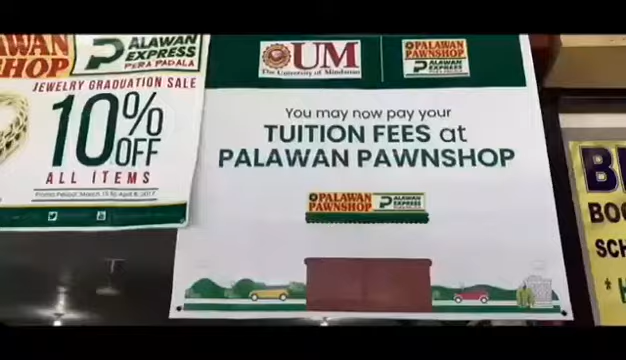 AWAN
HOP
PALAWAN
EXPRESS
PERA PADALA
JEWELRY GRADUATION SALE
10%
OFF
ALL ITEMS
UM
The University of Mindanao
PALAWAN
PAWNSHOP
PALAWAN
EXPRESS
You may now pay your
TUITION FEES at
PALAWAN PAWNSHOP
PALAWAN
PAWNSHOP
PALAWAN
EXPRESS
B
BOO
SCH